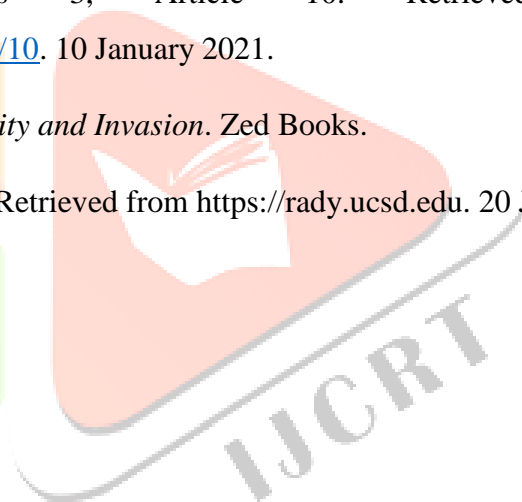 s 3, Article 10. Retrieved
/10. 10 January 2021.
ity and Invasion. Zed Books.
Retrieved from https://rady.ucsd.edu. 20 J
IJCRT